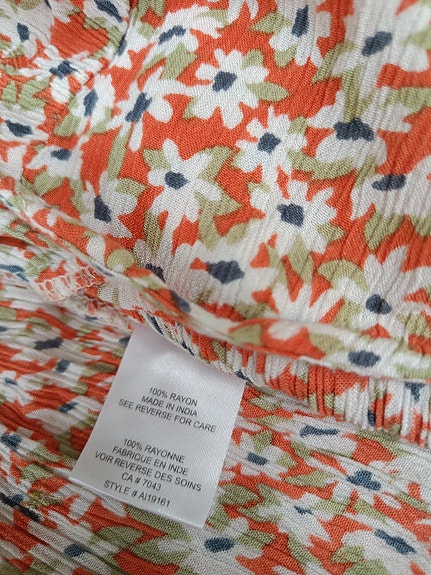 100% RAYON
MADE IN INDIA
SEE REVERSE FOR CARE
100% RAYONNE
FABRIQUE EN INDE
VOIR REVERSE DES SOINS
CA # 7043
STYLE # AI19161